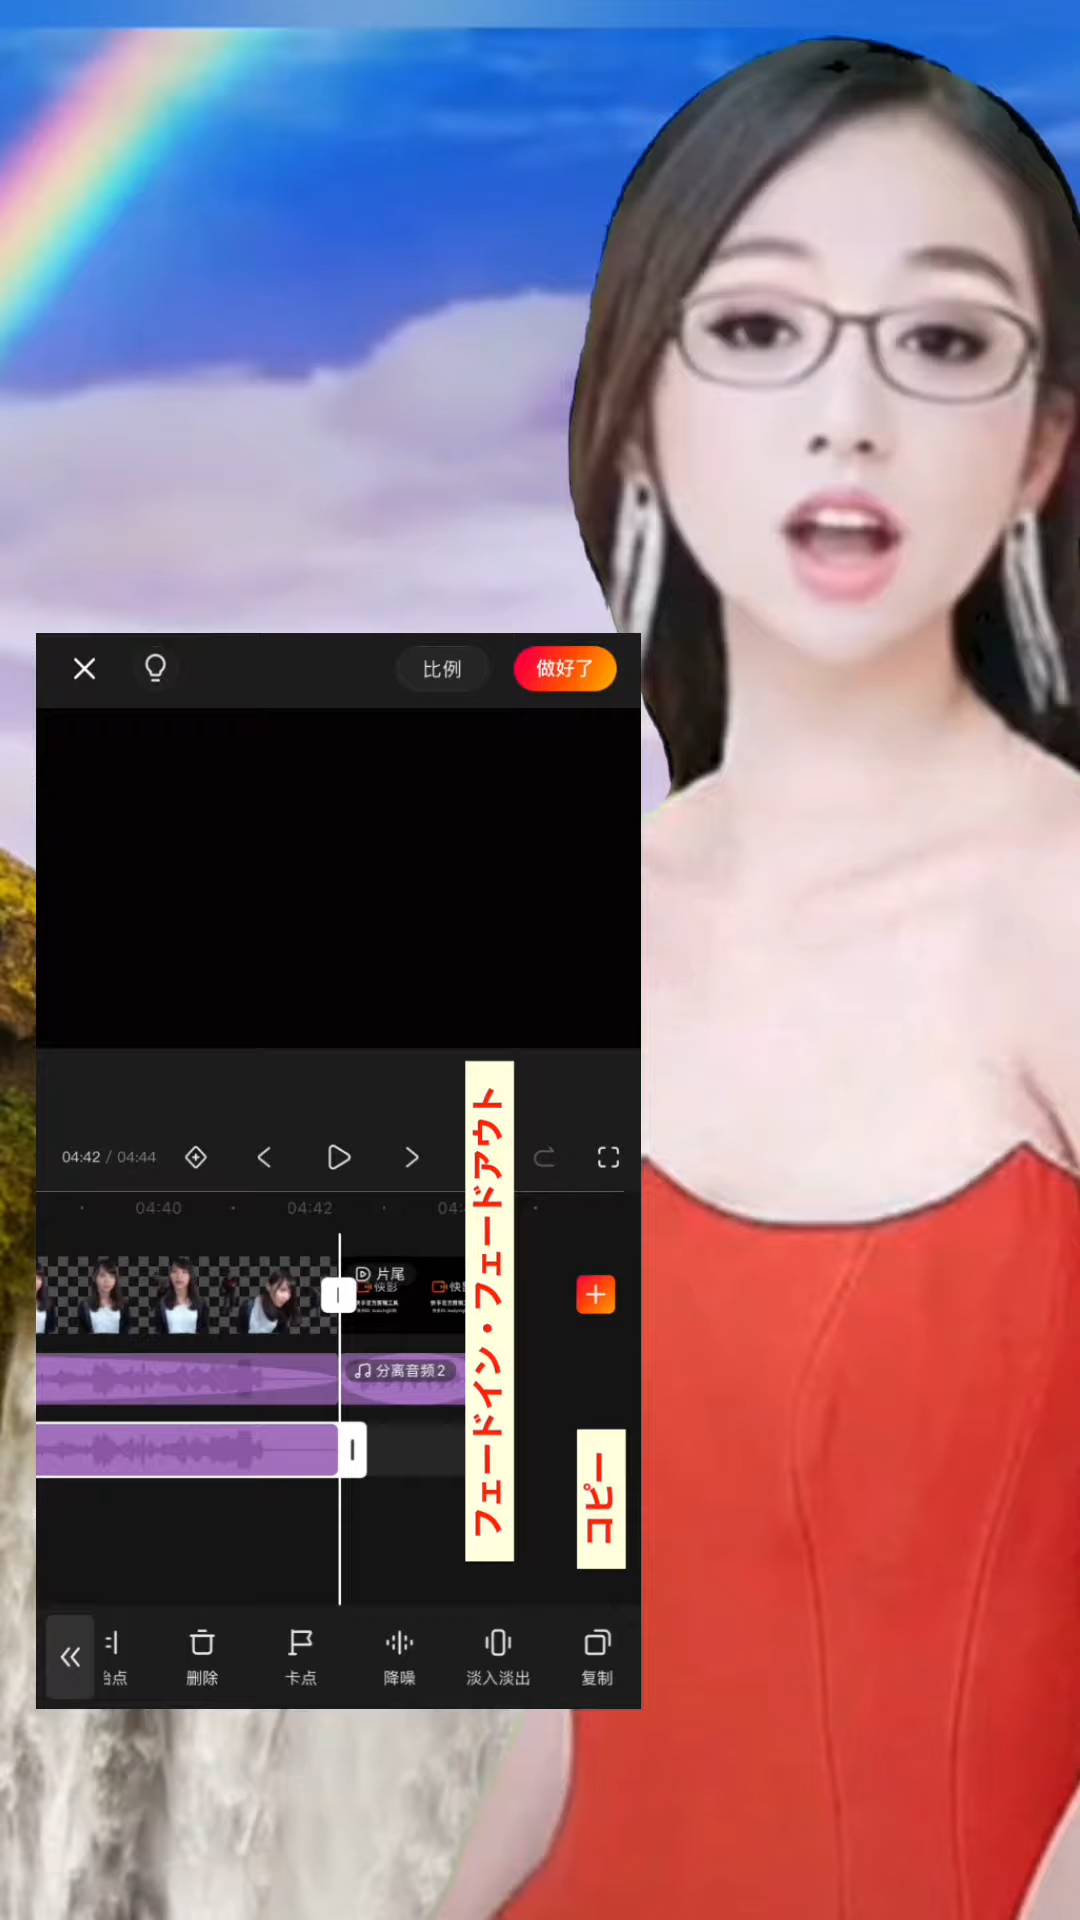 比例
做好了
04:42 / 04:44
04:40
04:42
片尾
快影
分离音频2
フェードイン・フェードアウト
コピー
删除
卡点
降噪
淡入淡出
复制